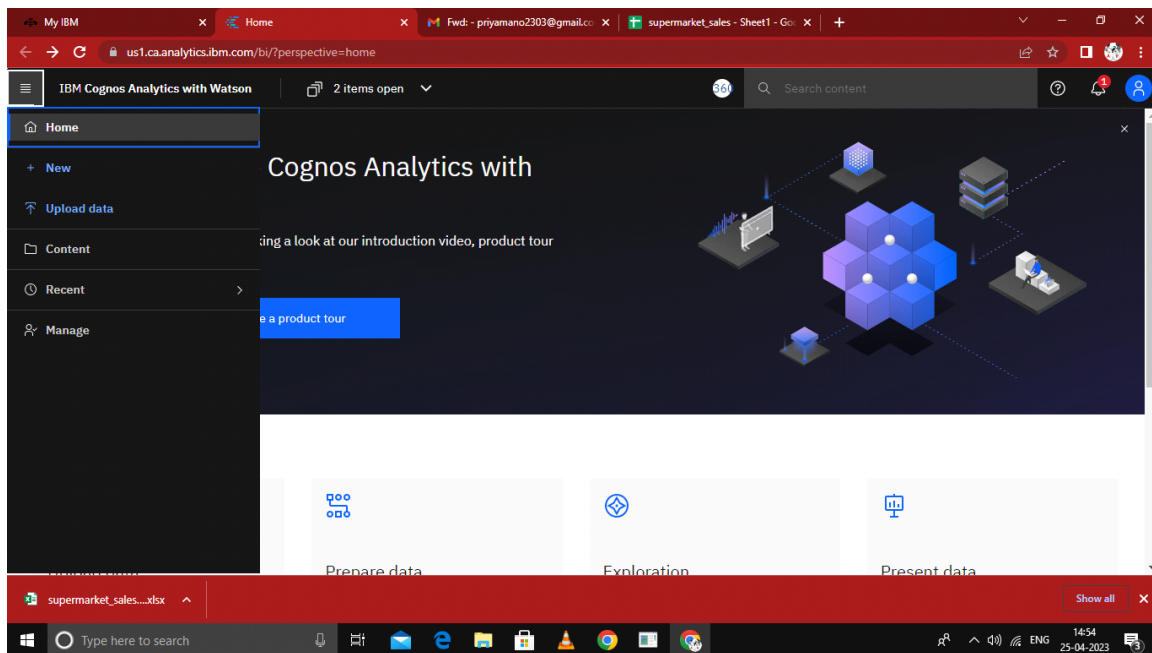 My IBM
Home
Fwd: - priyamano2303@gmail.co
supermarket_sales - Sheet1 - Goo
us1.ca.analytics.ibm.com/bi/?perspective=home
IBM Cognos Analytics with Watson
2 items open
360
Search content
1
Home
New
Upload data
Content
Recent
Manage
Cognos Analytics with
king a look at our introduction video, product tour
e a product tour
Upload data
Prepare data
Exploration
Present data
supermarket_sales....xlsx
Show all
Type here to search
ENG
14:54
25-04-2023
3